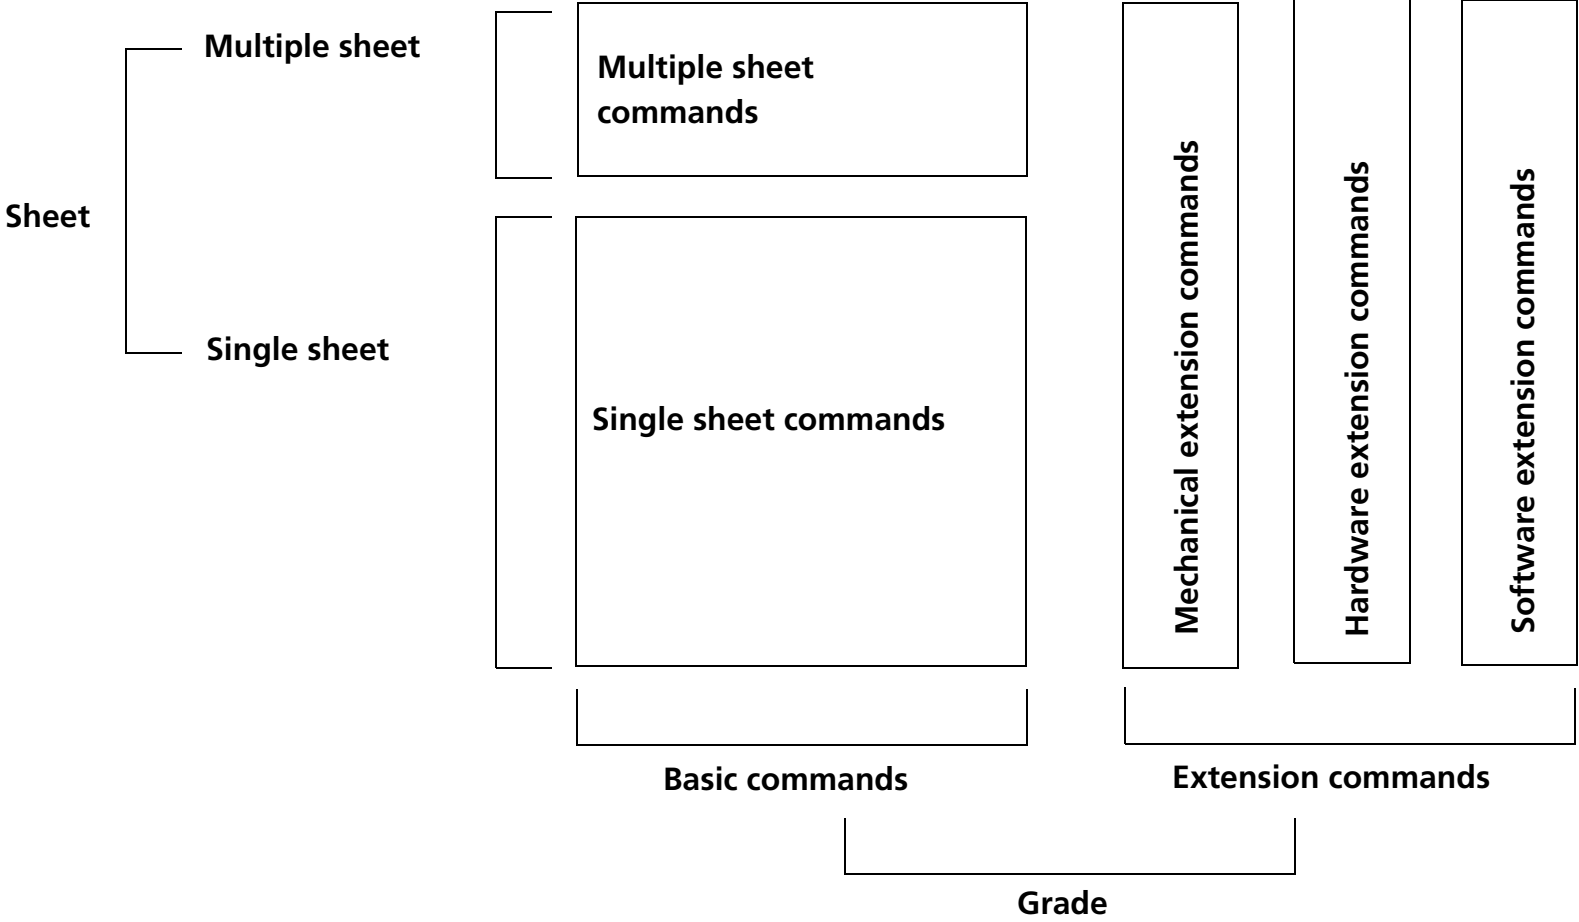 Multiple sheet
Multiple sheet
commands
Sheet
Single sheet
Single sheet commands
Mechanical extension commands
Hardware extension commands
Software extension commands
Basic commands
Extension commands
Grade